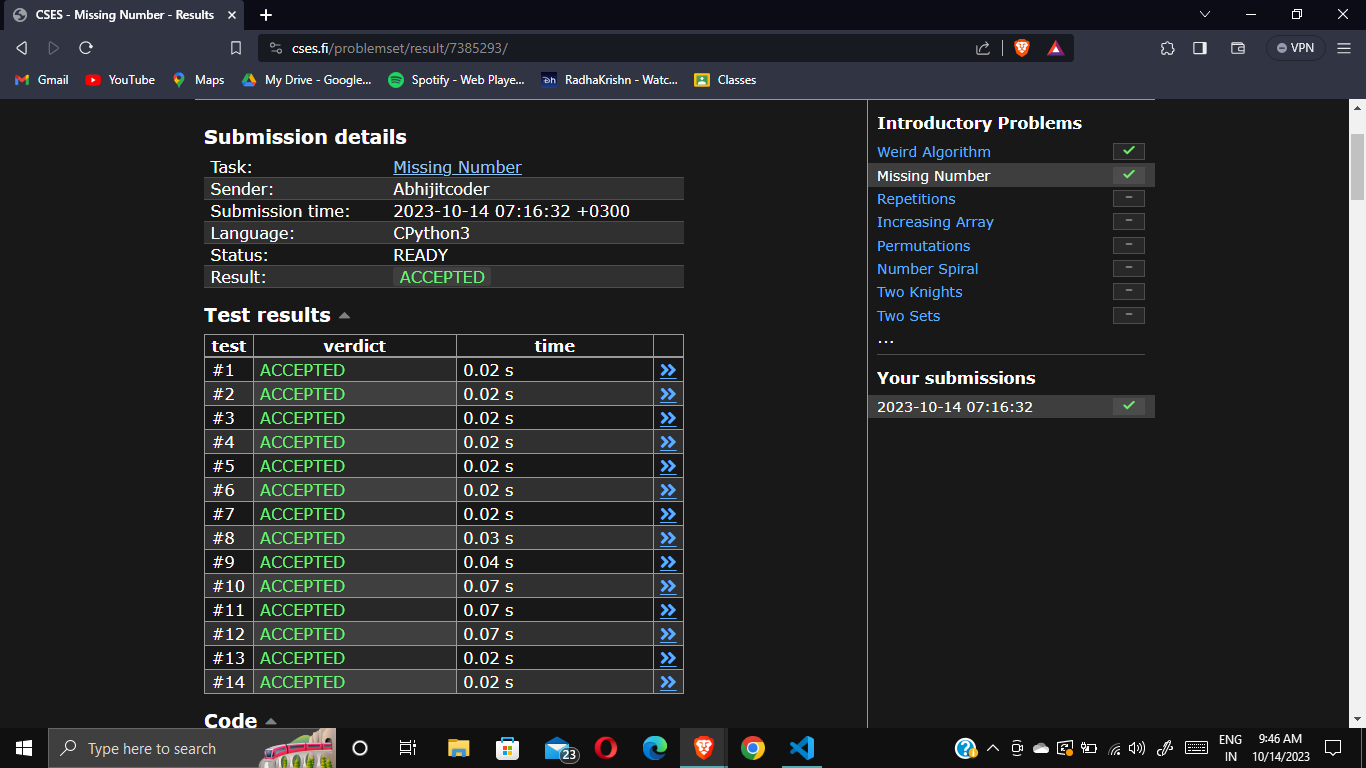 CSES - Missing Number - Results
cses.fi/problemset/result/7385293/
VPN
Gmail
YouTube
Maps
My Drive - Google...
Spotify - Web Playe...
RadhaKrishn - Watc...
Classes
Submission details
Task: Missing Number
Sender: Abhijitcoder
Submission time: 2023-10-14 07:16:32 +0300
Language: CPython3
Status: READY
Result: ACCEPTED
Test results
test verdict time
#1 ACCEPTED 0.02 s
#2 ACCEPTED 0.02 s
#3 ACCEPTED 0.02 s
#4 ACCEPTED 0.02 s
#5 ACCEPTED 0.02 s
#6 ACCEPTED 0.02 s
#7 ACCEPTED 0.02 s
#8 ACCEPTED 0.03 s
#9 ACCEPTED 0.04 s
#10 ACCEPTED 0.07 s
#11 ACCEPTED 0.07 s
#12 ACCEPTED 0.07 s
#13 ACCEPTED 0.02 s
#14 ACCEPTED 0.02 s
Code
Introductory Problems
Weird Algorithm
Missing Number
Repetitions
Increasing Array
Permutations
Number Spiral
Two Knights
Two Sets
...
Your submissions
2023-10-14 07:16:32
Type here to search
23
ENG
IN
9:46 AM
10/14/2023